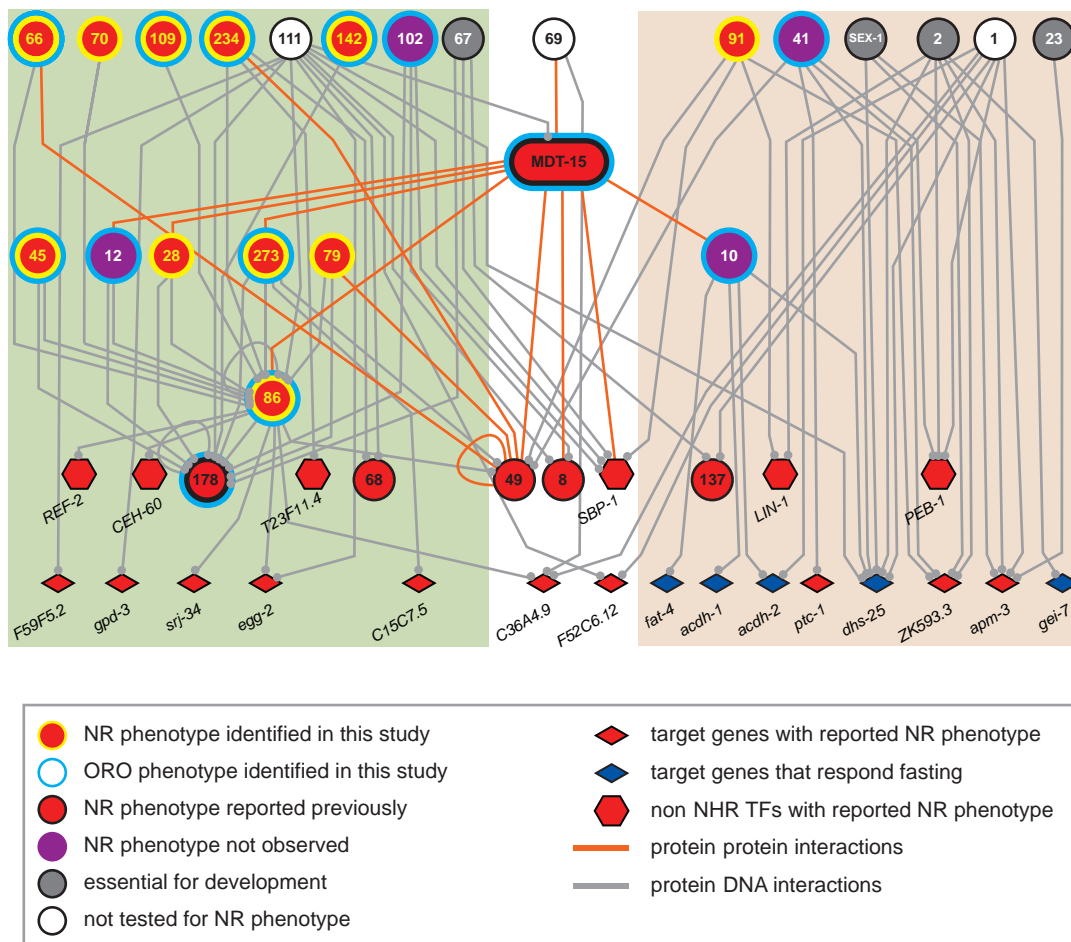 66 70 109 234 111 142 102 67 69 91 41 SEX-1 2 1 23
MDT-15
45 12 28 273 79 10
86
178 68 49 8 137
REF-2 CEH-60 T23F11.4 SBP-1 LIN-1 PEB-1
F59F5.2 gpd-3 srj-34 egg-2 C15C7.5 C36A4.9 F52C6.12 fat-4 acdh-1 acdh-2 ptc-1 dhs-25 ZK593.3 apm-3 gei-7
NR phenotype identified in this study
ORO phenotype identified in this study
NR phenotype reported previously
NR phenotype not observed
essential for development
not tested for NR phenotype
target genes with reported NR phenotype
target genes that respond fasting
non NHR TFs with reported NR phenotype
protein protein interactions
protein DNA interactions